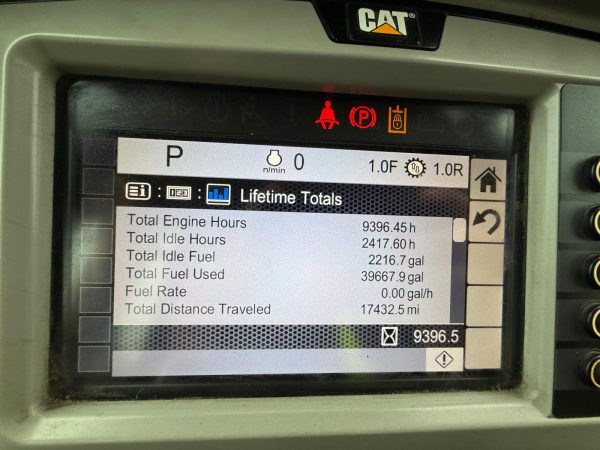 CAT
P
n/min
0
1.0F
1.0R
Lifetime Totals
Total Engine Hours 9396.45 h
Total Idle Hours 2417.60 h
Total Idle Fuel 2216.7 gal
Total Fuel Used 39667.9 gal
Fuel Rate 0.00 gal/h
Total Distance Traveled 17432.5 mi
9396.5